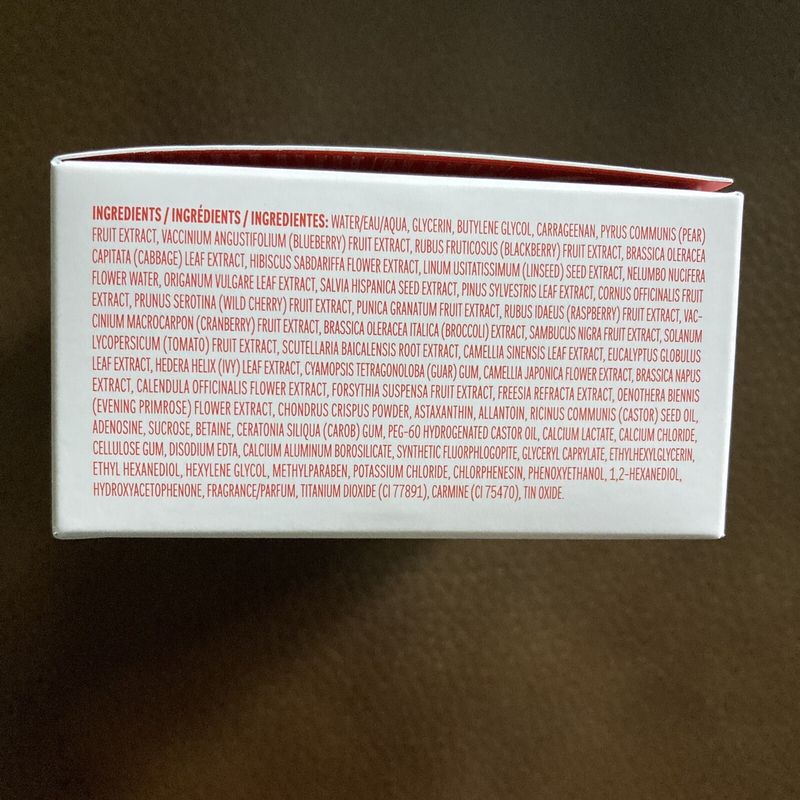 INGREDIENTS / INGRÉDIENTS / INGREDIENTES: WATER/EAU/AQUA, GLYCERIN, BUTYLENE GLYCOL, CARRAGEENAN, PYRUS COMMUNIS (PEAR)
FRUIT EXTRACT, VACCINIUM ANGUSTIFOLIUM (BLUEBERRY) FRUIT EXTRACT, RUBUS FRUTICOSUS (BLACKBERRY) FRUIT EXTRACT, BRASSICA OLERACEA
CAPITATA (CABBAGE) LEAF EXTRACT, HIBISCUS SABDARIFFA FLOWER EXTRACT, LINUM USITATISSIMUM (LINSEED) SEED EXTRACT, NELUMBO NUCIFERA
FLOWER WATER, ORIGANUM VULGARE LEAF EXTRACT, SALVIA HISPANICA SEED EXTRACT, PINUS SYLVESTRIS LEAF EXTRACT, CORNUS OFFICINALIS FRUIT
EXTRACT, PRUNUS SEROTINA (WILD CHERRY) FRUIT EXTRACT, PUNICA GRANATUM FRUIT EXTRACT, RUBUS IDAEUS (RASPBERRY) FRUIT EXTRACT, VAC-
CINIUM MACROCARPON (CRANBERRY) FRUIT EXTRACT, BRASSICA OLERACEA ITALICA (BROCCOLI) EXTRACT, SAMBUCUS NIGRA FRUIT EXTRACT, SOLANUM
LYCOPERSICUM (TOMATO) FRUIT EXTRACT, SCUTELLARIA BAICALENSIS ROOT EXTRACT, CAMELLIA SINENSIS LEAF EXTRACT, EUCALYPTUS GLOBULUS
LEAF EXTRACT, HEDERA HELIX (IVY) LEAF EXTRACT, CYAMOPSIS TETRAGONOLOBA (GUAR) GUM, CAMELLIA JAPONICA FLOWER EXTRACT, BRASSICA NAPUS
EXTRACT, CALENDULA OFFICINALIS FLOWER EXTRACT, FORSYTHIA SUSPENSA FRUIT EXTRACT, FREESIA REFRACTA EXTRACT, OENOTHERA BIENNIS
(EVENING PRIMROSE) FLOWER EXTRACT, CHONDRUS CRISPUS POWDER, ASTAXANTHIN, ALLANTOIN, RICINUS COMMUNIS (CASTOR) SEED OIL,
ADENOSINE, SUCROSE, BETAINE, CERATONIA SILIQUA (CAROB) GUM, PEG-60 HYDROGENATED CASTOR OIL, CALCIUM LACTATE, CALCIUM CHLORIDE,
CELLULOSE GUM, DISODIUM EDTA, CALCIUM ALUMINUM BOROSILICATE, SYNTHETIC FLUORPHLOGOPITE, GLYCERYL CAPRYLATE, ETHYLHEXYLGLYCERIN,
ETHYL HEXANEDIOL, HEXYLENE GLYCOL, METHYLPARABEN, POTASSIUM CHLORIDE, CHLORPHENESIN, PHENOXYETHANOL, 1,2-HEXANEDIOL,
HYDROXYACETOPHENONE, FRAGRANCE/PARFUM, TITANIUM DIOXIDE (CI 77891), CARMINE (CI 75470), TIN OXIDE.